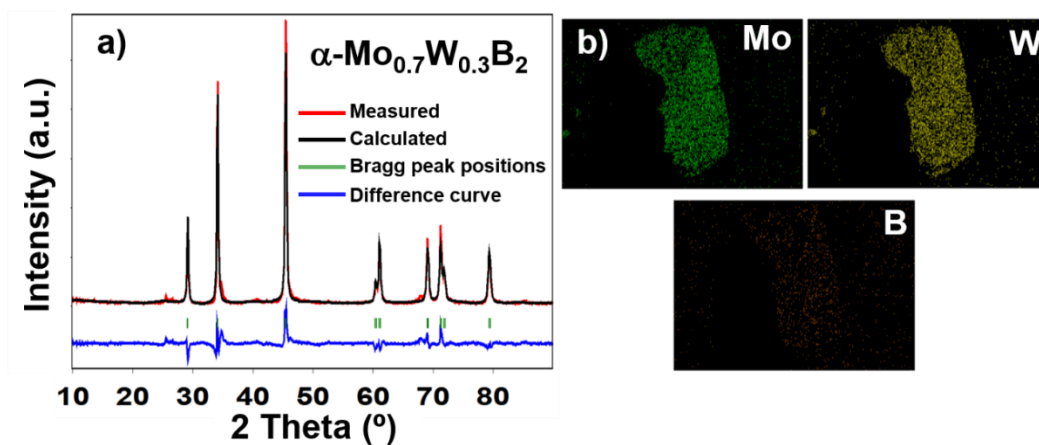 a)
α-Mo0.7W0.3B2
Measured
Calculated
Bragg peak positions
Difference curve
Intensity (a.u.)
10 20 30 40 50 60 70 80
2 Theta (º)
b)
Mo
W
B